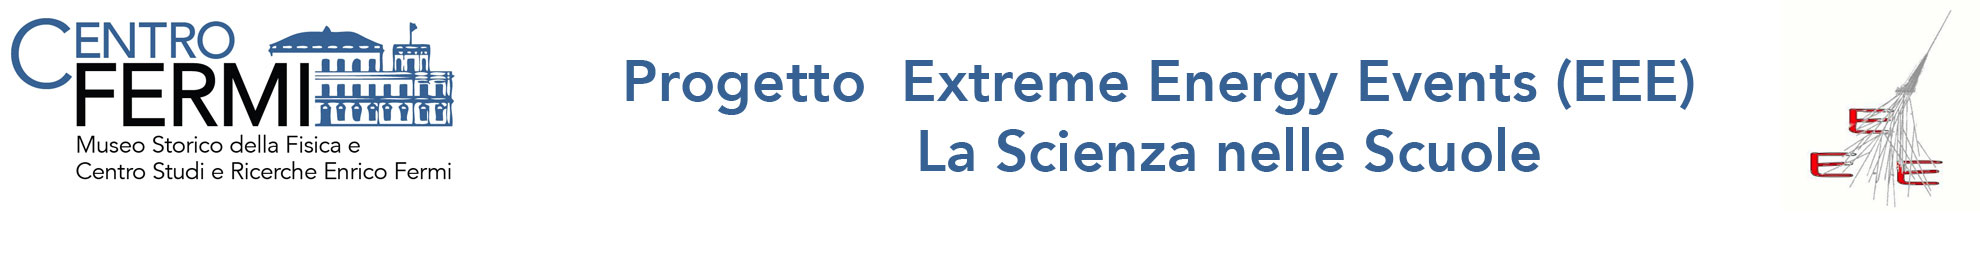 CENTRO
FERMI
Museo Storico della Fisica e
Centro Studi e Ricerche Enrico Fermi
Progetto Extreme Energy Events (EEE)
La Scienza nelle Scuole
E
E E